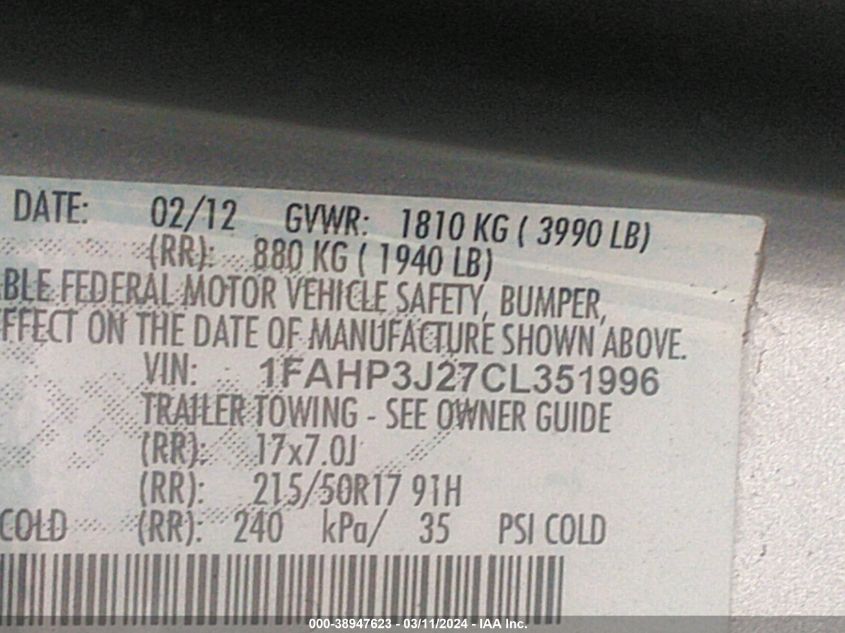 DATE: 02/12 GVWR: 1810 KG ( 3990 LB)
(RR): 880 KG ( 1940 LB)
BLE FEDERAL MOTOR VEHICLE SAFETY, BUMPER,
FFECT ON THE DATE OF MANUFACTURE SHOWN ABOVE.
VIN: 1FAHP3J27CL351996
TRAILER TOWING - SEE OWNER GUIDE
(RR): 17x7.0J
(RR): 215/50R17 91H
COLD (RR): 240 kPa/ 35 PSI COLD
000-38947623 - 03/11/2024 - IAA Inc.